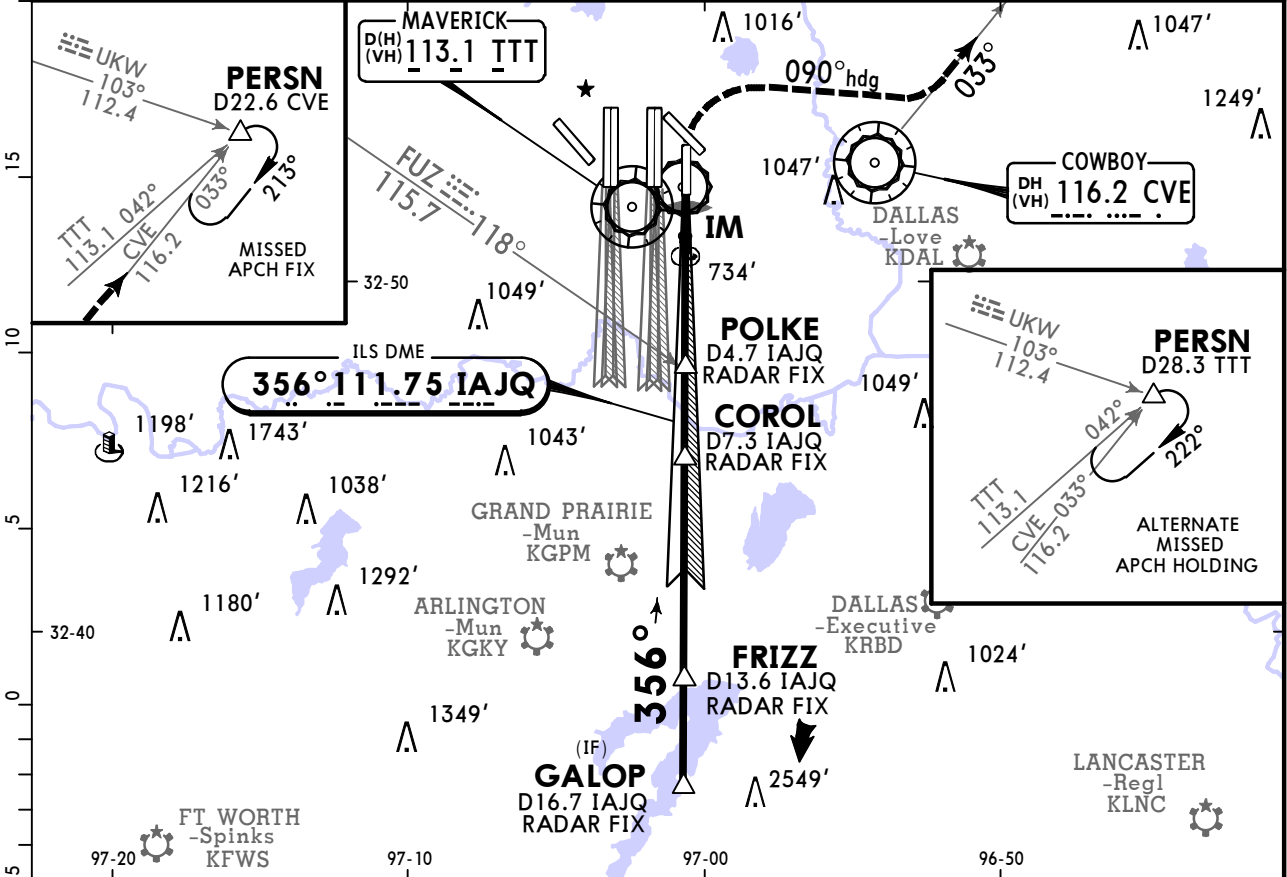 UKW
103°
112.4
PERSN
D22.6 CVE
TTT
113.1
042°
CVE
116.2
033°
213°
MISSED
APCH FIX
MAVERICK
D(H)
(VH)
113.1 TTT
1016'
1047'
090°hdg
033°
1249'
1047'
COWBOY
DH
(VH)
116.2 CVE
FUZ
115.7
118°
IM
734'
DALLAS
-Love
KDAL
15
32-50
1049'
10
ILS DME
356° 111.75 IAJQ
POLKE
D4.7 IAJQ
RADAR FIX
COROL
D7.3 IAJQ
RADAR FIX
1049'
UKW
103°
112.4
PERSN
D28.3 TTT
042°
TTT
113.1
CVE
116.2
033°
222°
ALTERNATE
MISSED
APCH HOLDING
1198'
1743'
1043'
1216'
1038'
GRAND PRAIRIE
-Mun
KGPM
5
1292'
1180'
ARLINGTON
-Mun
KGKY
DALLAS
-Executive
KRBD
32-40
356°
FRIZZ
D13.6 IAJQ
RADAR FIX
1024'
0
1349'
(IF)
GALOP
D16.7 IAJQ
RADAR FIX
2549'
LANCASTER
-Regl
KLNC
FT WORTH
-Spinks
KFWS
5
97-20
97-10
97-00
96-50